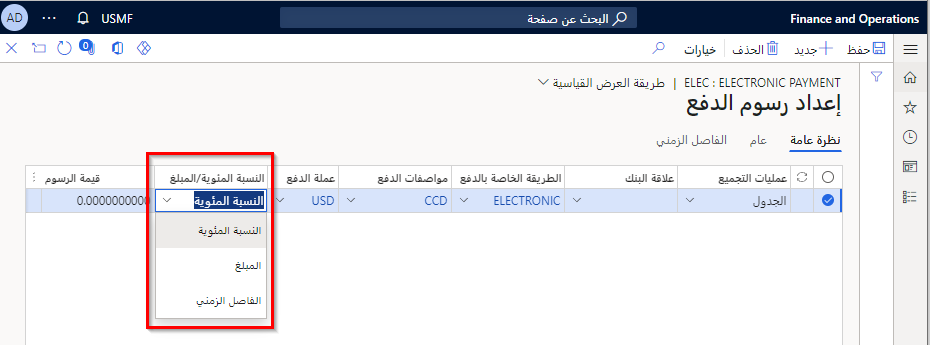 Finance and Operations
البحث عن صفحة
USMF
AD
حفظ
جديد
الحذف
خيارات
0
ELEC : ELECTRONIC PAYMENT | طريقة العرض القياسية
إعداد رسوم الدفع
نظرة عامة
عام
الفاصل الزمني
عمليات التجميع
علاقة البنك
الطريقة الخاصة بالدفع
مواصفات الدفع
عملة الدفع
النسبة المئوية/المبلغ
قيمة الرسوم
الجدول
ELECTRONIC
CCD
USD
النسبة المئوية
0.0000000000
النسبة المئوية
المبلغ
الفاصل الزمني